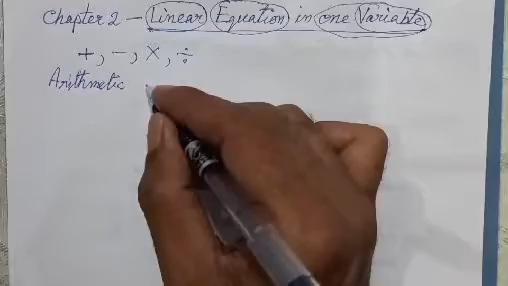 Chapter 2 - Linear Equation in one Variable
+, -, ×, ÷
Arithmetic